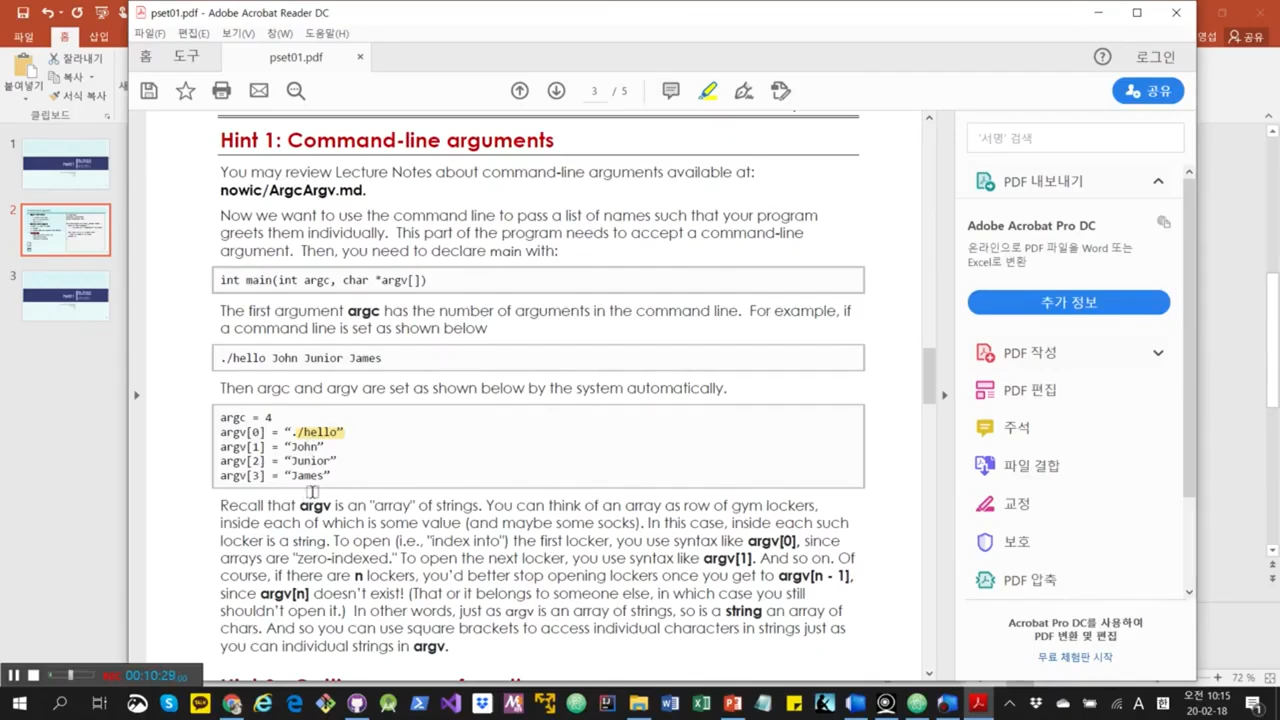 pset01.pdf - Adobe Acrobat Reader DC
파일(F) 편집(E) 보기(V) 창(W) 도움말(H)
파일 홈 삽입
홈 도구 pset01.pdf ×
로그인
공유
붙여넣기
잘라내기
복사
서식 복사
클립보드
3 / 5
공유
1
2
3
Hint 1: Command-line arguments
You may review Lecture Notes about command-line arguments available at:
nowic/ArgcArgv.md.
Now we want to use the command line to pass a list of names such that your program
greets them individually. This part of the program needs to accept a command-line
argument. Then, you need to declare main with:
int main(int argc, char *argv[])
The first argument argc has the number of arguments in the command line. For example, if
a command line is set as shown below
./hello John Junior James
Then argc and argv are set as shown below by the system automatically.
argc = 4
argv[0] = “./hello”
argv[1] = “John”
argv[2] = “Junior”
argv[3] = “James”
Recall that argv is an "array" of strings. You can think of an array as row of gym lockers,
inside each of which is some value (and maybe some socks). In this case, inside each such
locker is a string. To open (i.e., "index into") the first locker, you use syntax like argv[0], since
arrays are "zero-indexed." To open the next locker, you use syntax like argv[1]. And so on. Of
course, if there are n lockers, you'd better stop opening lockers once you get to argv[n - 1],
since argv[n] doesn't exist! (That or it belongs to someone else, in which case you still
shouldn't open it.) In other words, just as argv is an array of strings, so is a string an array of
chars. And so you can use square brackets to access individual characters in strings just as
you can individual strings in argv.
'서명' 검색
PDF 내보내기
Adobe Acrobat Pro DC
온라인으로 PDF 파일을 Word 또는
Excel로 변환
추가 정보
PDF 작성
PDF 편집
주석
파일 결합
교정
보호
PDF 압축
Acrobat Pro DC를 사용하여
PDF 변환 및 편집
무료 체험판 시작
00:10:29
72 %
오전 10:15
20-02-18